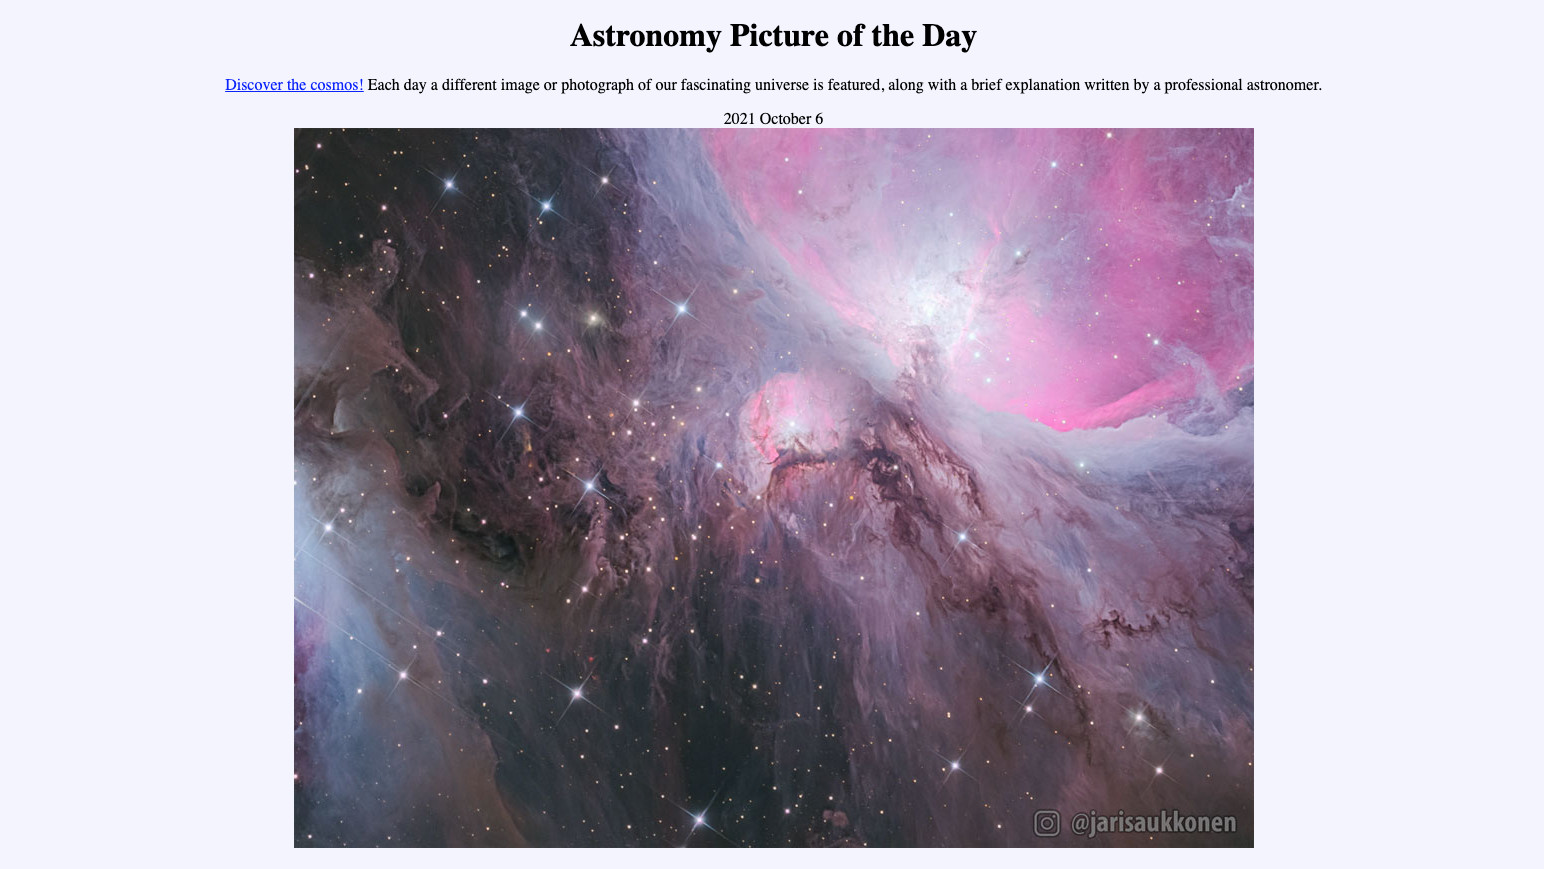 Astronomy Picture of the Day
Discover the cosmos! Each day a different image or photograph of our fascinating universe is featured, along with a brief explanation written by a professional astronomer.
2021 October 6
@jarisaukkonen